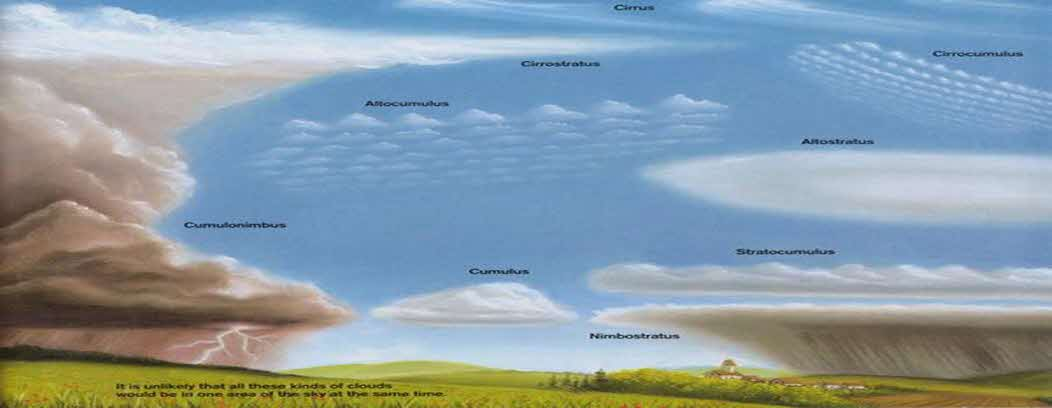 Cirrus
Cirrocumulus
Cirrostratus
Altocumulus
Altostratus
Cumulonimbus
Stratocumulus
Cumulus
Nimbostratus
It is unlikely that all these kinds of clouds
would be in one area of the sky at the same time.